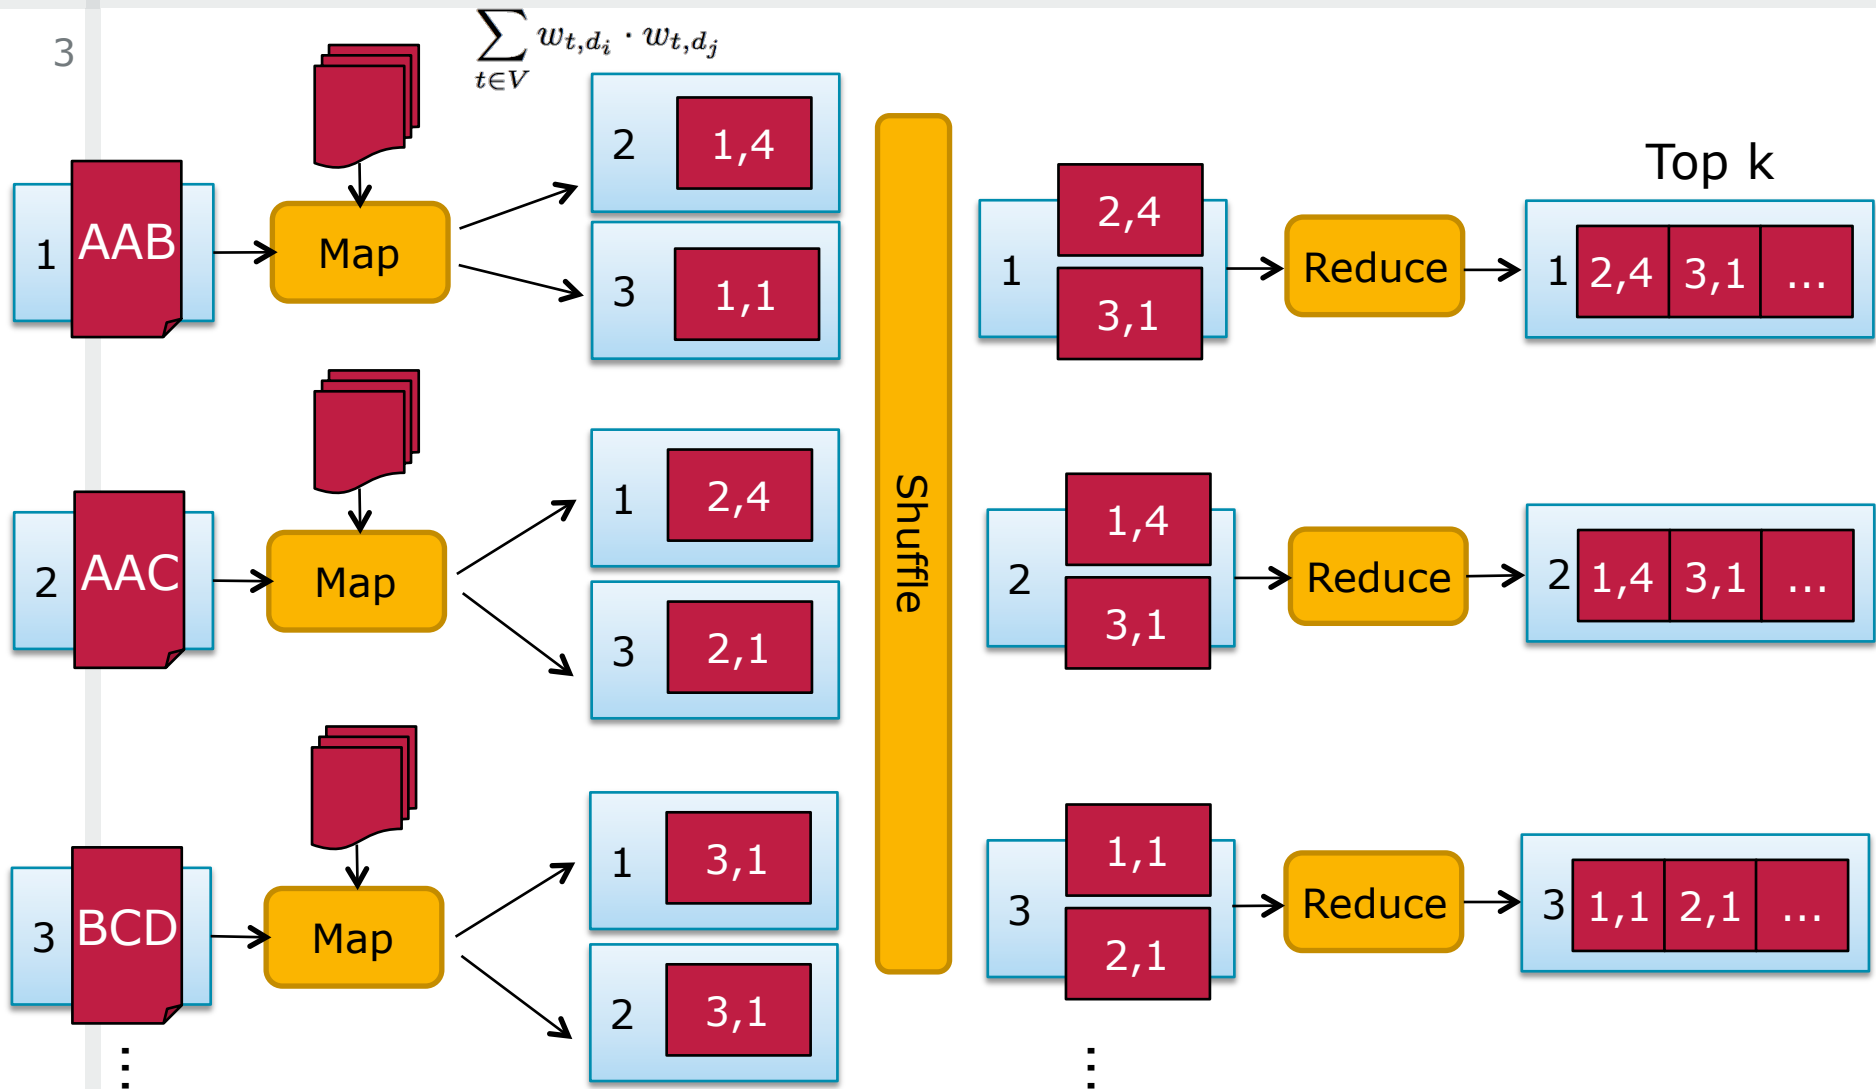 3
∑_{t∈V} w_{t,d_i} · w_{t,d_j}
1 AAB
Map
2 1,4
3 1,1
2 AAC
Map
1 2,4
3 2,1
3 BCD
Map
1 3,1
2 3,1
⋮
Shuffle
1
2,4
3,1
Reduce
Top k
1 2,4 3,1 ...
2
1,4
3,1
Reduce
2 1,4 3,1 ...
3
1,1
2,1
Reduce
3 1,1 2,1 ...
⋮